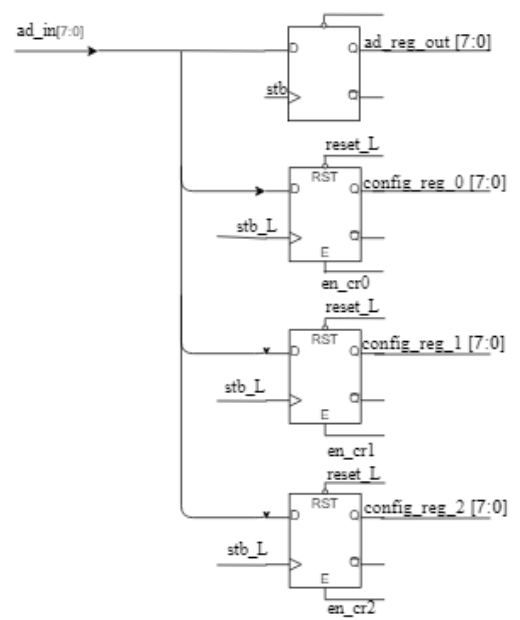 ad_in[7:0]
D
Q
ad_reg_out [7:0]
stb
Q
reset_L
RST
D
Q
config_reg_0 [7:0]
stb_L
Q
E
en_cr0
reset_L
RST
D
Q
config_reg_1 [7:0]
stb_L
Q
E
en_cr1
reset_L
RST
D
Q
config_reg_2 [7:0]
stb_L
Q
E
en_cr2